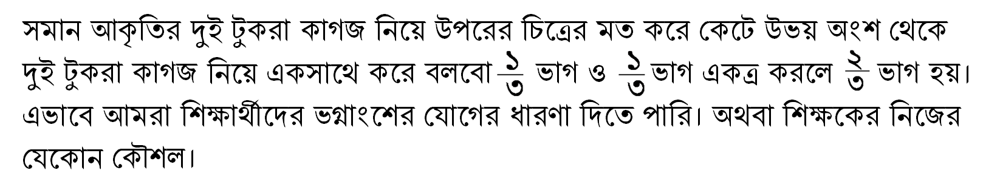 সমান আকৃতির দুই টুকরা কাগজ নিয়ে উপরের চিত্রের মত করে কেটে উভয় অংশ থেকে
দুই টুকরা কাগজ নিয়ে একসাথে করে বলবো ১/৩ ভাগ ও ১/৩ ভাগ একত্র করলে ২/৩ ভাগ হয়।
এভাবে আমরা শিক্ষার্থীদের ভগ্নাংশের যোগের ধারণা দিতে পারি। অথবা শিক্ষকের নিজের
যেকোন কৌশল।